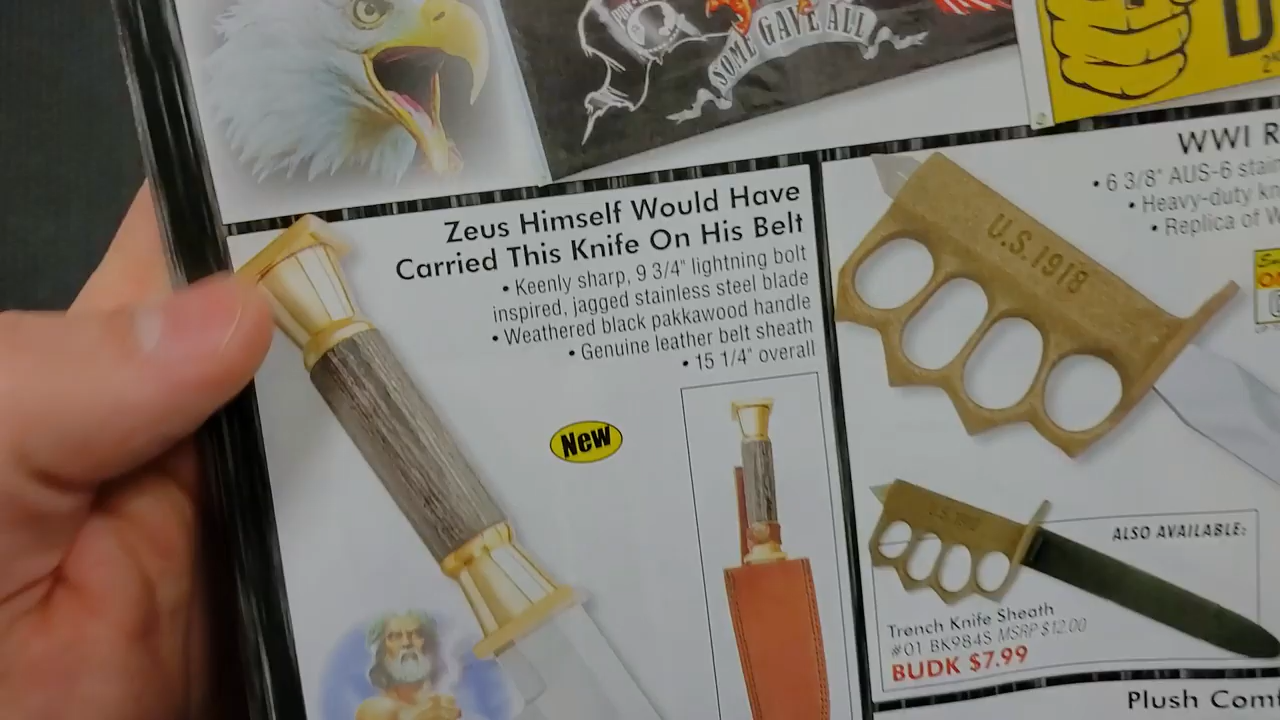 SOME GAVE ALL
Zeus Himself Would Have
Carried This Knife On His Belt
• Keenly sharp, 9 3/4" lightning bolt
inspired, jagged stainless steel blade
• Weathered black pakkawood handle
• Genuine leather belt sheath
• 15 1/4" overall
New
WWI
• 6 3/8" AUS-6
• Heavy-duty
• Replica of
U.S.1918
ALSO AVAILABLE:
Trench Knife Sheath
#01 BK984S MSRP $12.00
BUDK $7.99
Plush